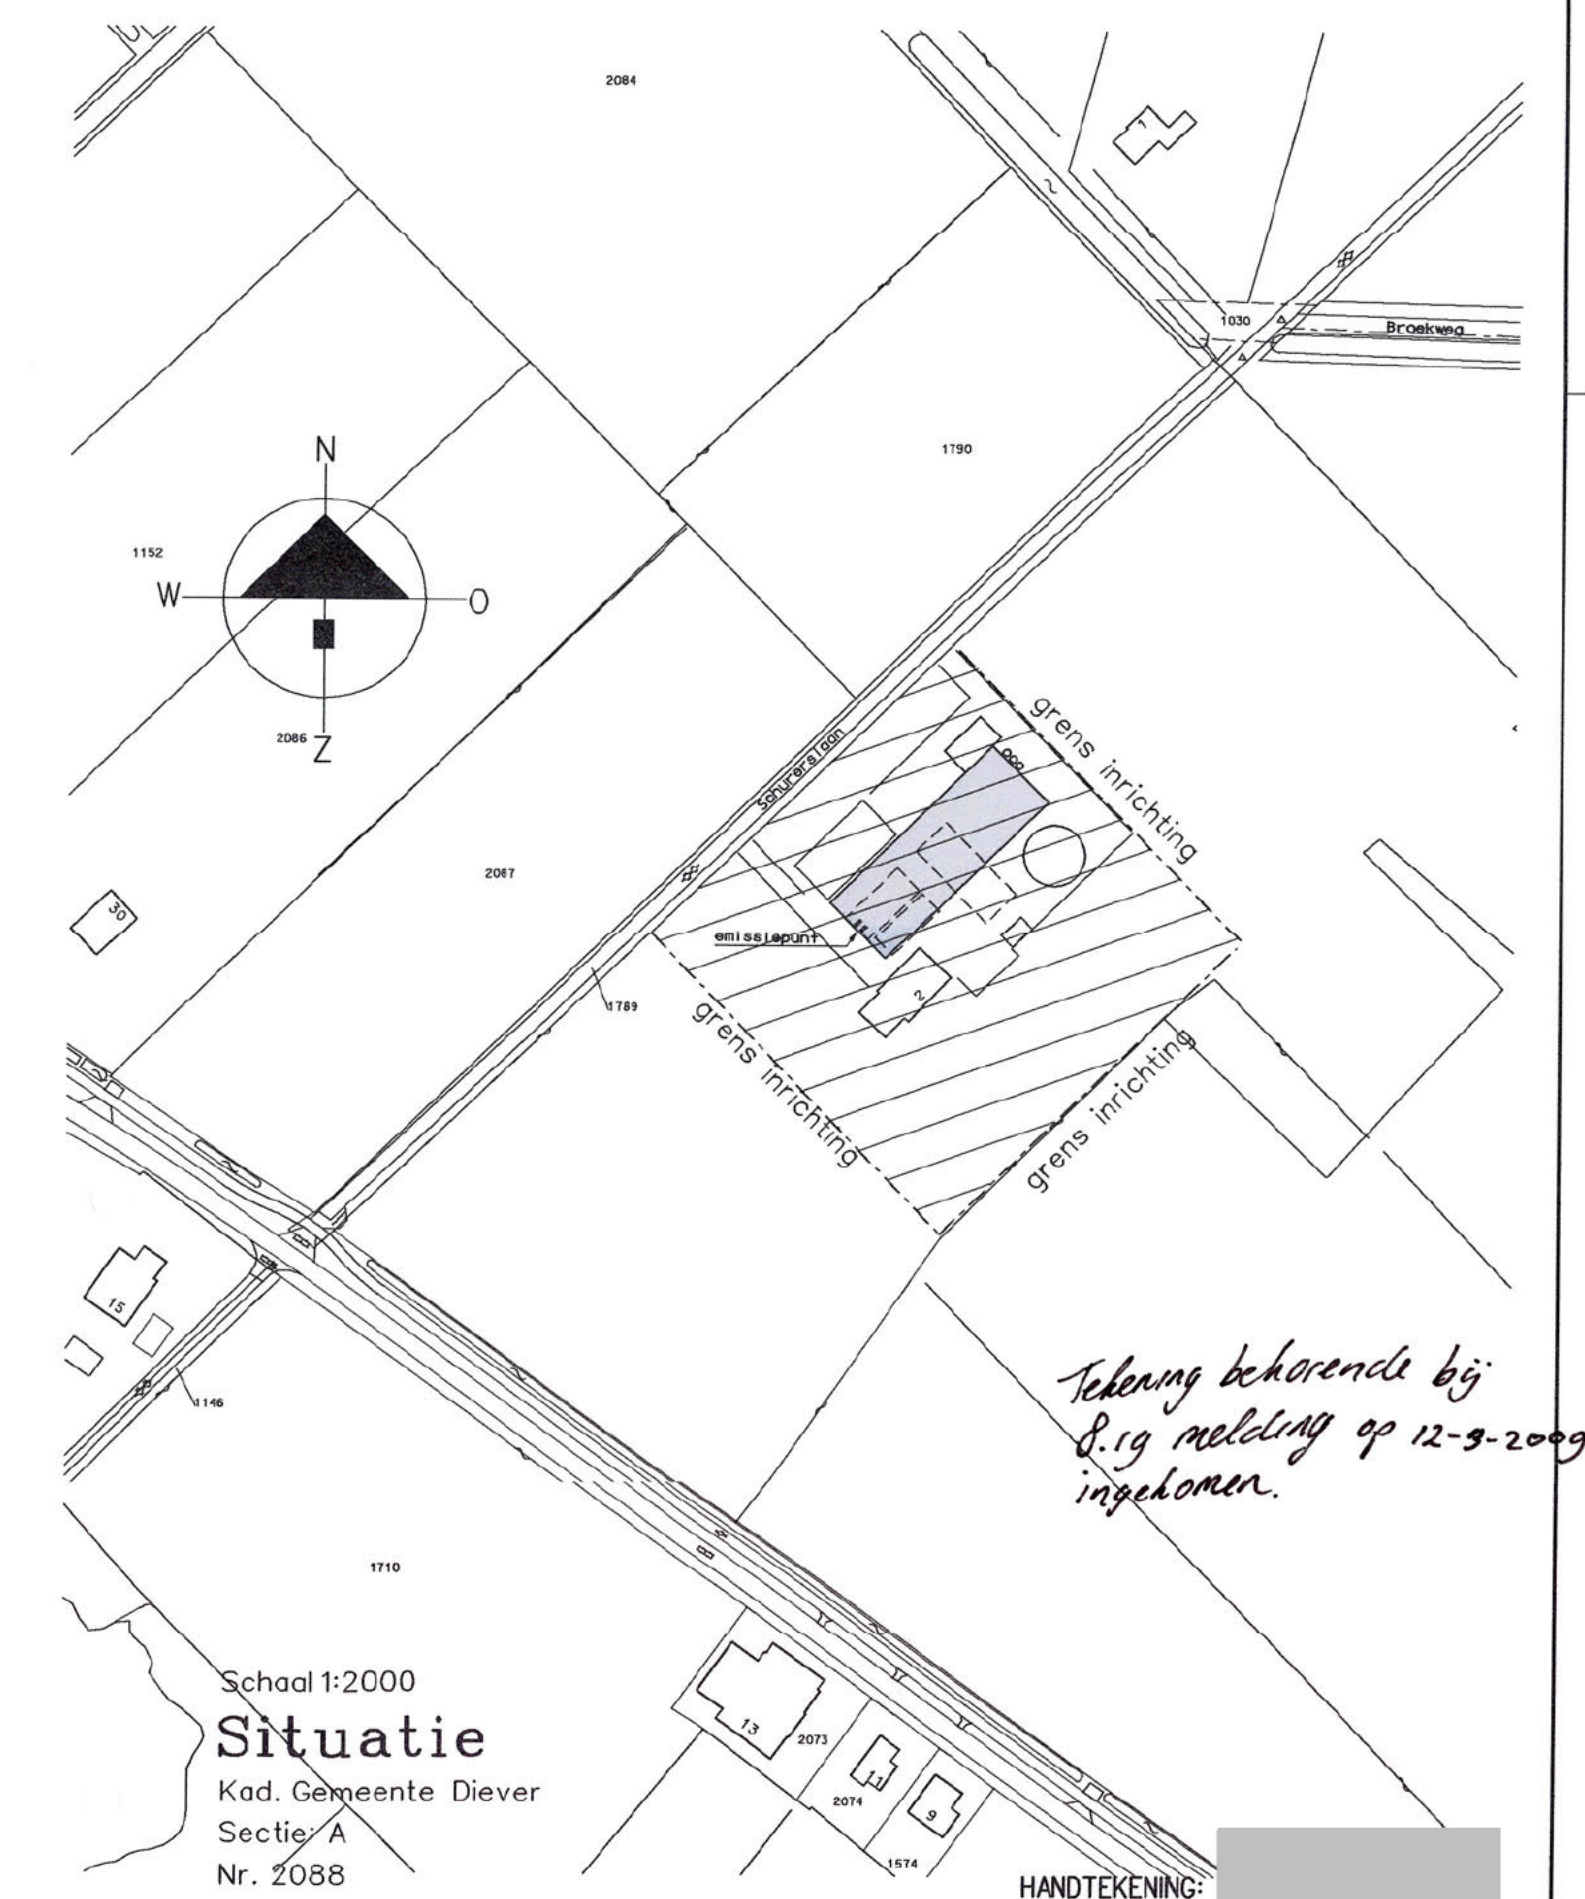 2084
1
1030
Broekweg
1790
N
1152
W
O
2086
Z
grens inrichting
schurerslaan
2087
30
emissiepunt
2
1789
grens inrichting
grens inrichting
15
1146
Tekening behorende bij
8.19 melding op 12-3-2009
ingekomen.
1710
Schaal 1:2000
Situatie
Kad. Gemeente Diever
Sectie: A
Nr. 2088
13
2073
11
2074
9
1574
HANDTEKENING: